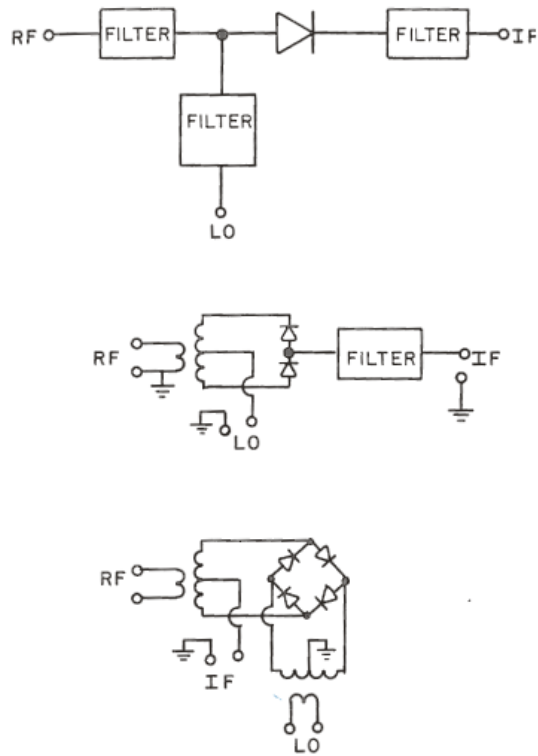 RF FILTER FILTER IF
FILTER
LO
RF FILTER IF
LO
RF
IF
LO